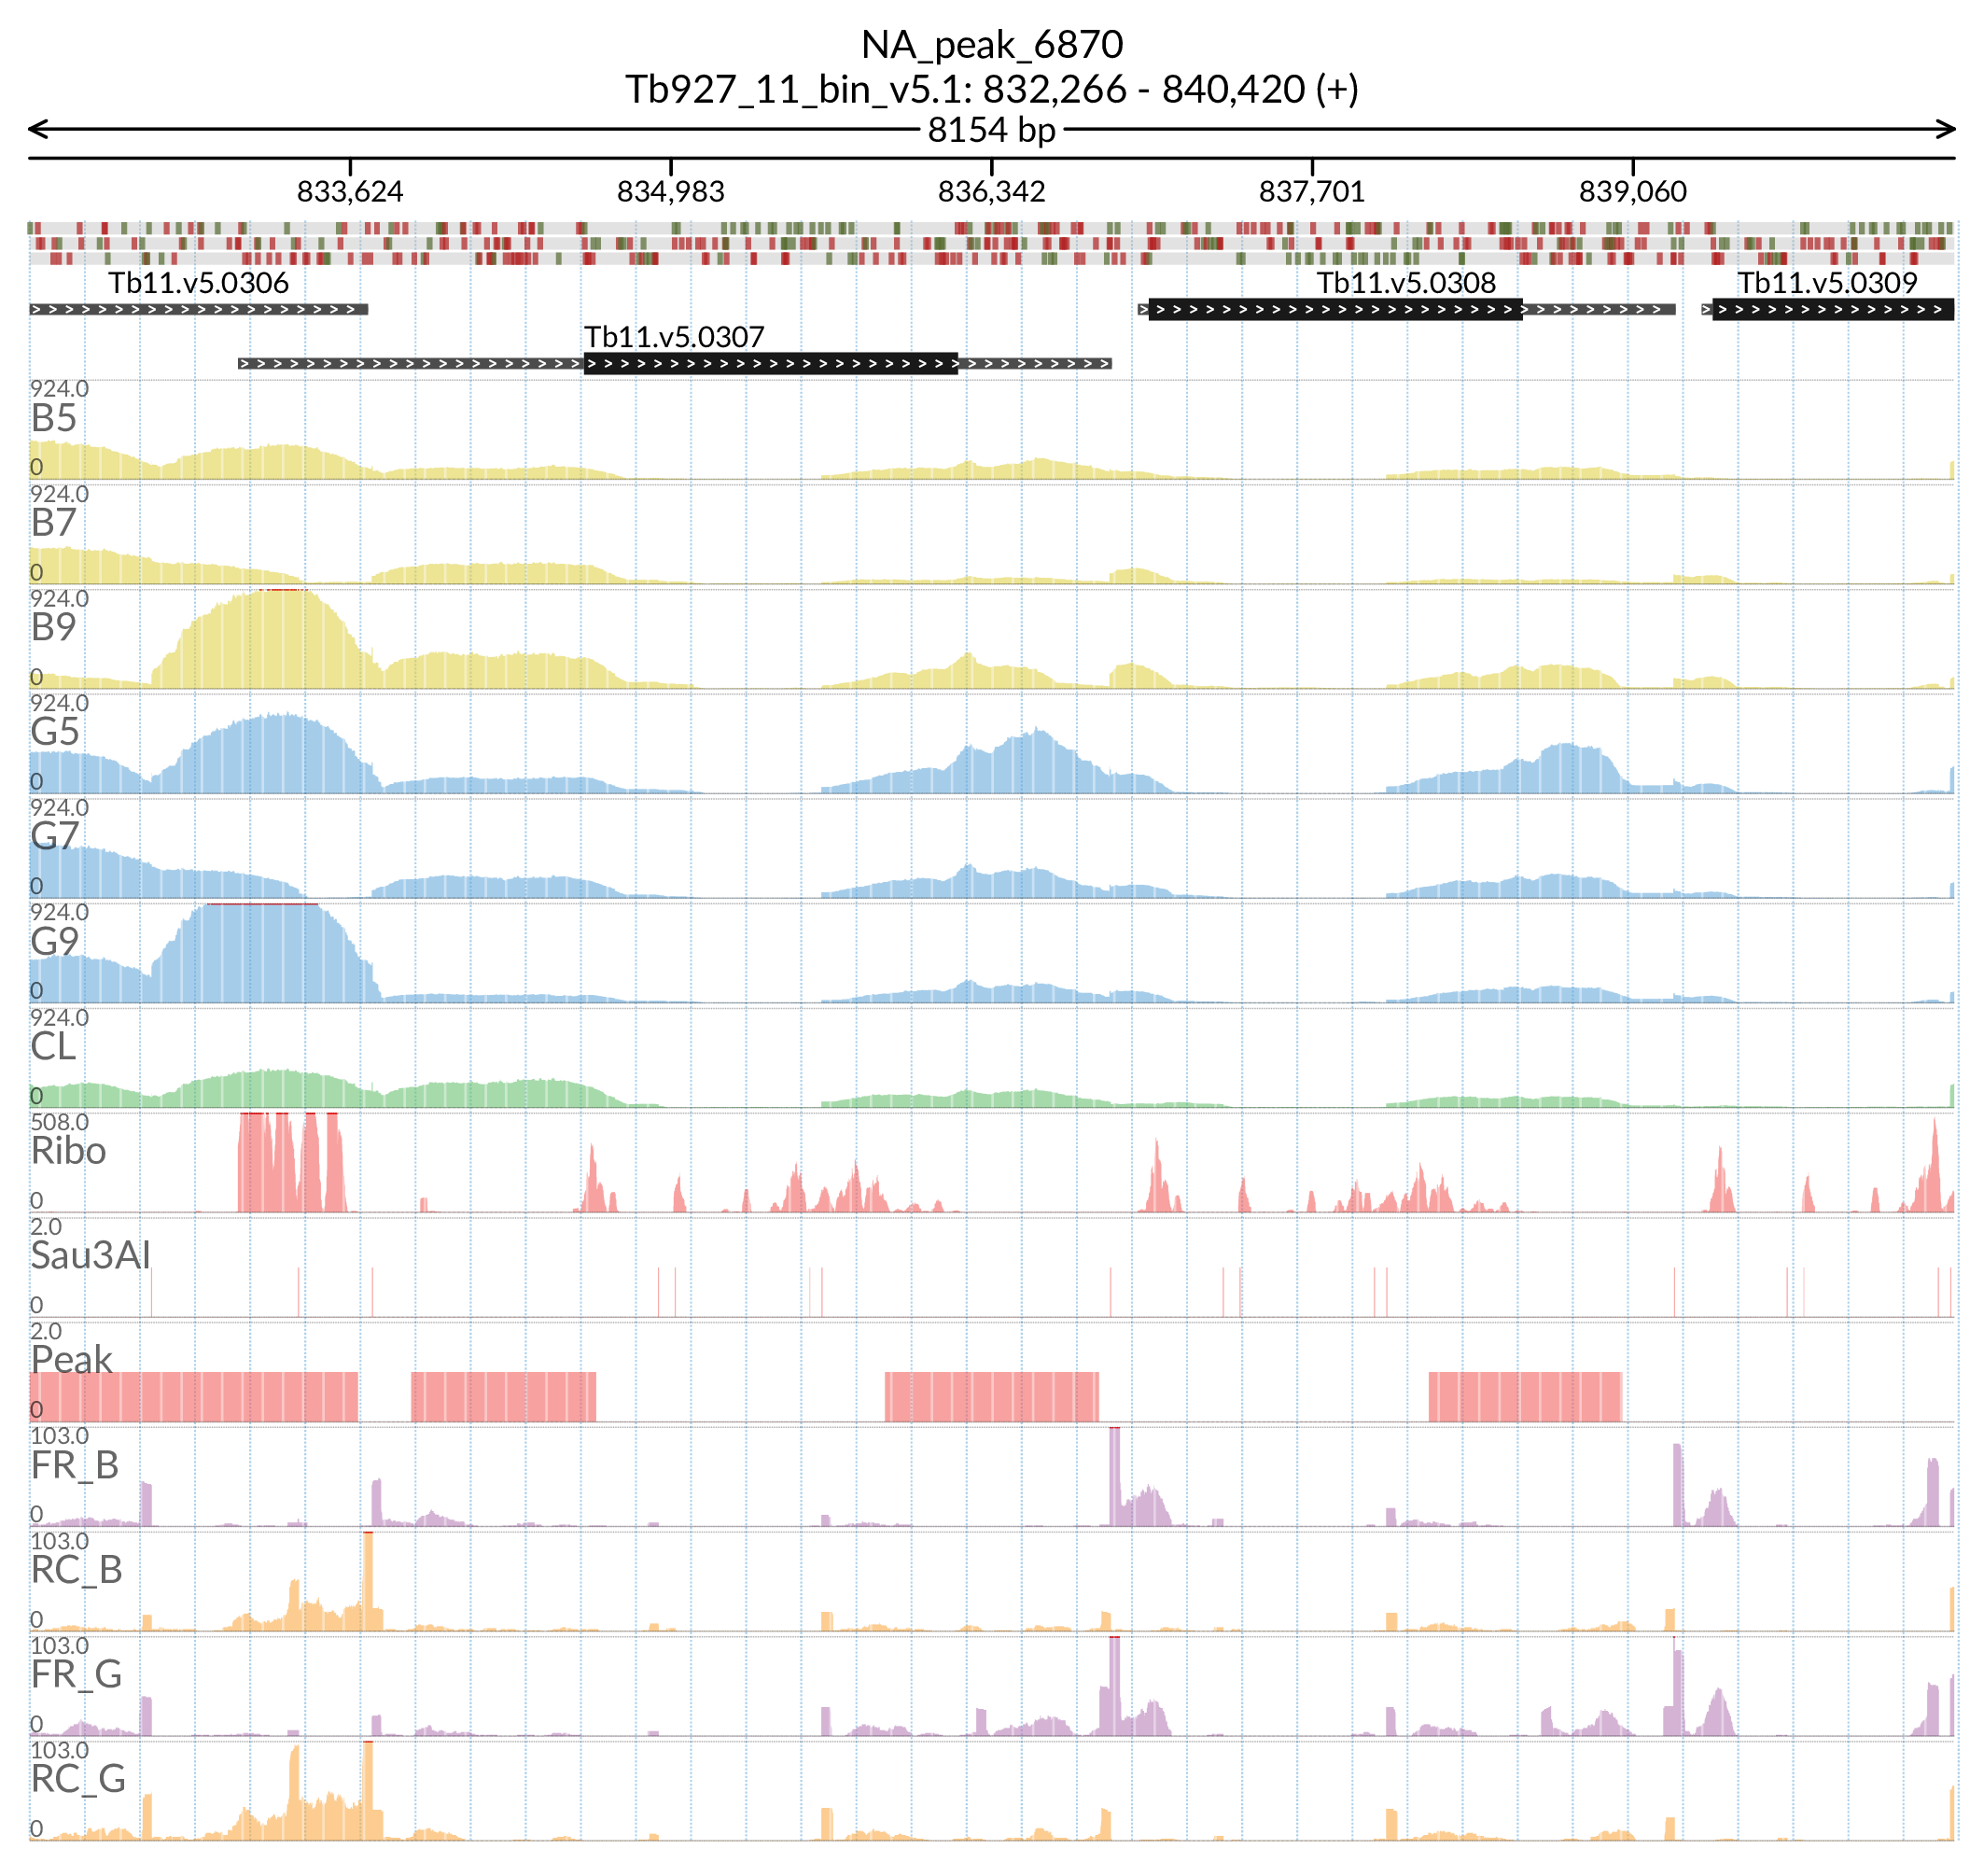 NA_peak_6870
Tb927_11_bin_v5.1: 832,266 - 840,420 (+)
8154 bp
833,624 834,983 836,342 837,701 839,060
Tb11.v5.0306 Tb11.v5.0308 Tb11.v5.0309
Tb11.v5.0307
924.0
B5
0
924.0
B7
0
924.0
B9
0
924.0
G5
0
924.0
G7
0
924.0
G9
0
924.0
CL
0
508.0
Ribo
0
2.0
Sau3AI
0
2.0
Peak
0
103.0
FR_B
0
103.0
RC_B
0
103.0
FR_G
0
103.0
RC_G
0